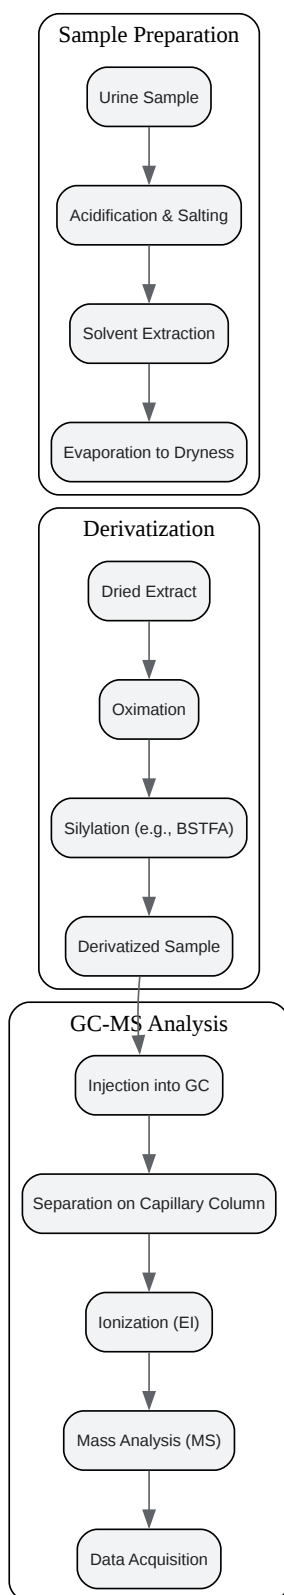 Sample Preparation
Urine Sample
Acidification & Salting
Solvent Extraction
Evaporation to Dryness
Derivatization
Dried Extract
Oximation
Silylation (e.g., BSTFA)
Derivatized Sample
GC-MS Analysis
Injection into GC
Separation on Capillary Column
Ionization (EI)
Mass Analysis (MS)
Data Acquisition